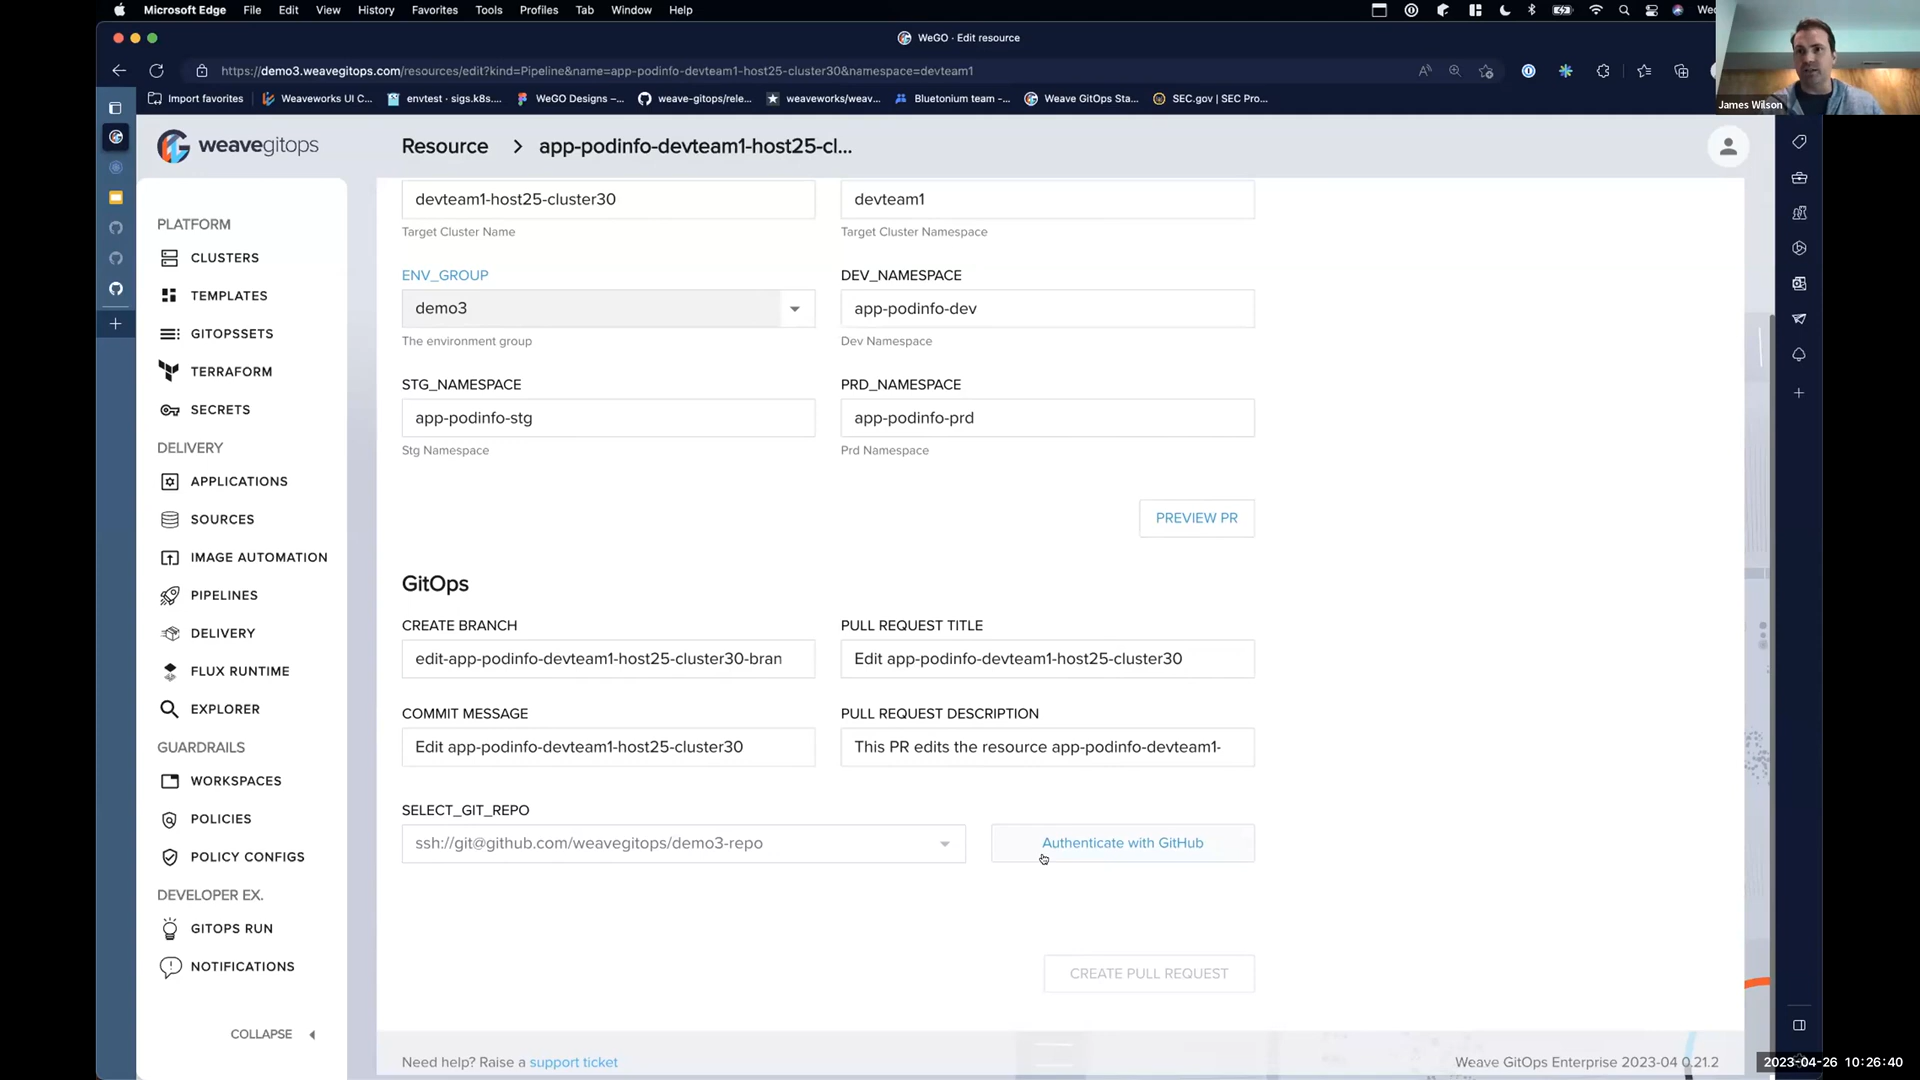 Microsoft Edge File Edit View History Favorites Tools Profiles Tab Window Help
WeGO · Edit resource
https://demo3.weavegitops.com/resources/edit?kind=Pipeline&name=app-podinfo-devteam1-host25-cluster30&namespace=devteam1
Import favorites Weaveworks UI C... envtest · sigs.k8s.... WeGO Designs –... weave-gitops/rele... weaveworks/weav... Bluetonium team -... Weave GitOps Sta... SEC.gov | SEC Pro...
James Wilson
weavegitops
Resource > app-podinfo-devteam1-host25-cl...
PLATFORM
CLUSTERS
TEMPLATES
GITOPSSETS
TERRAFORM
SECRETS
DELIVERY
APPLICATIONS
SOURCES
IMAGE AUTOMATION
PIPELINES
DELIVERY
FLUX RUNTIME
EXPLORER
GUARDRAILS
WORKSPACES
POLICIES
POLICY CONFIGS
DEVELOPER EX.
GITOPS RUN
NOTIFICATIONS
COLLAPSE
devteam1-host25-cluster30 devteam1
Target Cluster Name Target Cluster Namespace
ENV_GROUP DEV_NAMESPACE
demo3 app-podinfo-dev
The environment group Dev Namespace
STG_NAMESPACE PRD_NAMESPACE
app-podinfo-stg app-podinfo-prd
Stg Namespace Prd Namespace
PREVIEW PR
GitOps
CREATE BRANCH PULL REQUEST TITLE
edit-app-podinfo-devteam1-host25-cluster30-bran Edit app-podinfo-devteam1-host25-cluster30
COMMIT MESSAGE PULL REQUEST DESCRIPTION
Edit app-podinfo-devteam1-host25-cluster30 This PR edits the resource app-podinfo-devteam1-
SELECT_GIT_REPO
ssh://git@github.com/weavegitops/demo3-repo Authenticate with GitHub
CREATE PULL REQUEST
Need help? Raise a support ticket Weave GitOps Enterprise 2023-04 0.21.2
2023-04-26 10:26:40